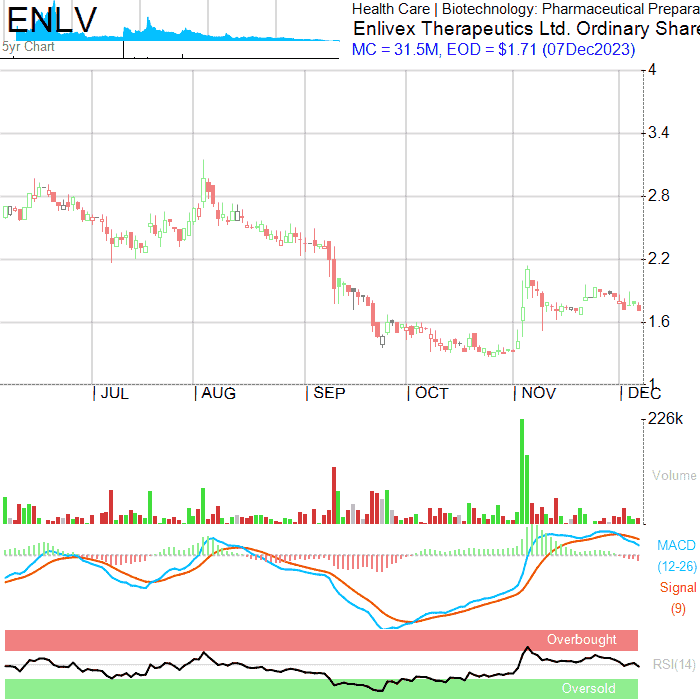 ENLV
5yr Chart
Health Care | Biotechnology: Pharmaceutical Prepara
Enlivex Therapeutics Ltd. Ordinary Share
MC = 31.5M, EOD = $1.71 (07Dec2023)
4
3.4
2.8
2.2
1.6
1
JUL AUG SEP OCT NOV DEC
226k
Volume
MACD
(12-26)
Signal
(9)
Overbought
RSI(14)
Oversold